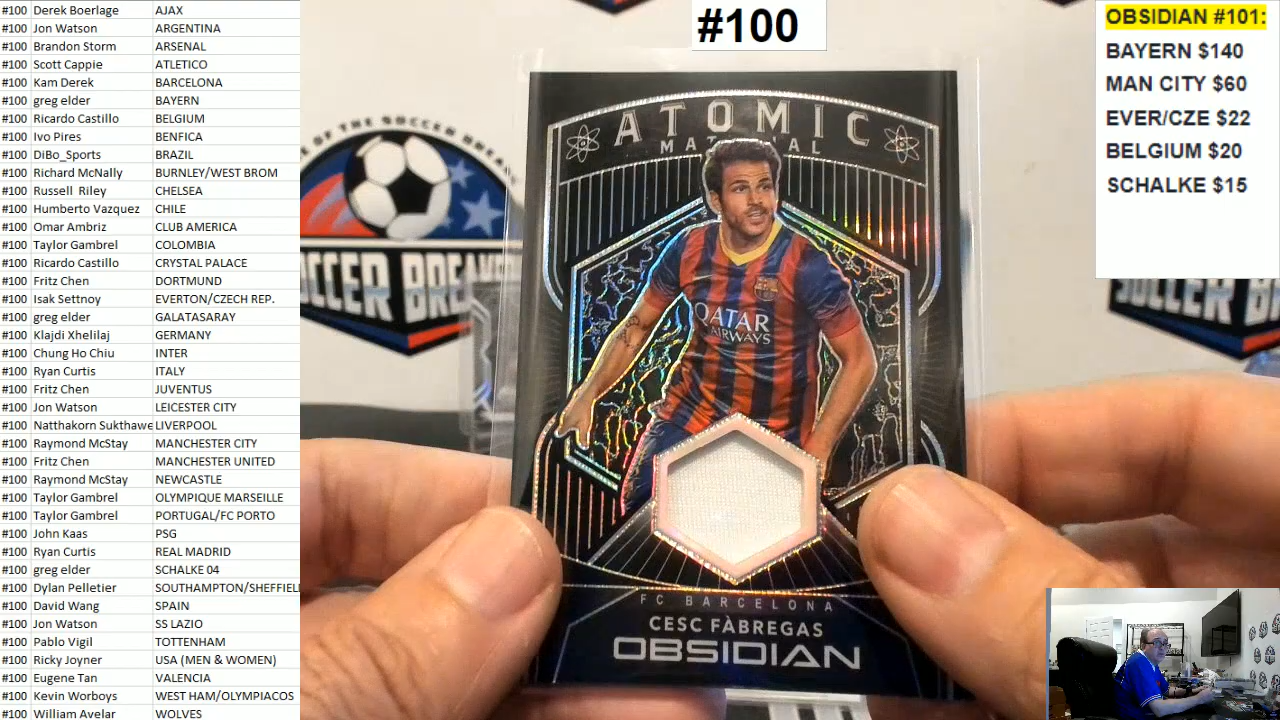 #100 Derek Boerlage AJAX
#100 Jon Watson ARGENTINA
#100 Brandon Storm ARSENAL
#100 Scott Cappie ATLETICO
#100 Kam Derek BARCELONA
#100 greg elder BAYERN
#100 Ricardo Castillo BELGIUM
#100 Ivo Pires BENFICA
#100 DiBo_Sports BRAZIL
#100 Richard McNally BURNLEY/WEST BROM
#100 Russell Riley CHELSEA
#100 Humberto Vazquez CHILE
#100 Omar Ambriz CLUB AMERICA
#100 Taylor Gambrel COLOMBIA
#100 Ricardo Castillo CRYSTAL PALACE
#100 Fritz Chen DORTMUND
#100 Isak Settnoy EVERTON/CZECH REP.
#100 greg elder GALATASARAY
#100 Klajdi Xhelilaj GERMANY
#100 Chung Ho Chiu INTER
#100 Ryan Curtis ITALY
#100 Fritz Chen JUVENTUS
#100 Jon Watson LEICESTER CITY
#100 Natthakorn Sukthawe LIVERPOOL
#100 Raymond McStay MANCHESTER CITY
#100 Fritz Chen MANCHESTER UNITED
#100 Raymond McStay NEWCASTLE
#100 Taylor Gambrel OLYMPIQUE MARSEILLE
#100 Taylor Gambrel PORTUGAL/FC PORTO
#100 John Kaas PSG
#100 Ryan Curtis REAL MADRID
#100 greg elder SCHALKE 04
#100 Dylan Pelletier SOUTHAMPTON/SHEFFIEL
#100 David Wang SPAIN
#100 Jon Watson SS LAZIO
#100 Pablo Vigil TOTTENHAM
#100 Ricky Joyner USA (MEN & WOMEN)
#100 Eugene Tan VALENCIA
#100 Kevin Worboys WEST HAM/OLYMPIACOS
#100 William Avelar WOLVES
#100
OF THE SOCCER
SOCCER
ATOMIC
QATAR
AIRWAYS
FC BARCELONA
CESC FÀBREGAS
OBSIDIAN
OBSIDIAN #101:
BAYERN $140
MAN CITY $60
EVER/CZE $22
BELGIUM $20
SCHALKE $15
SOCCER